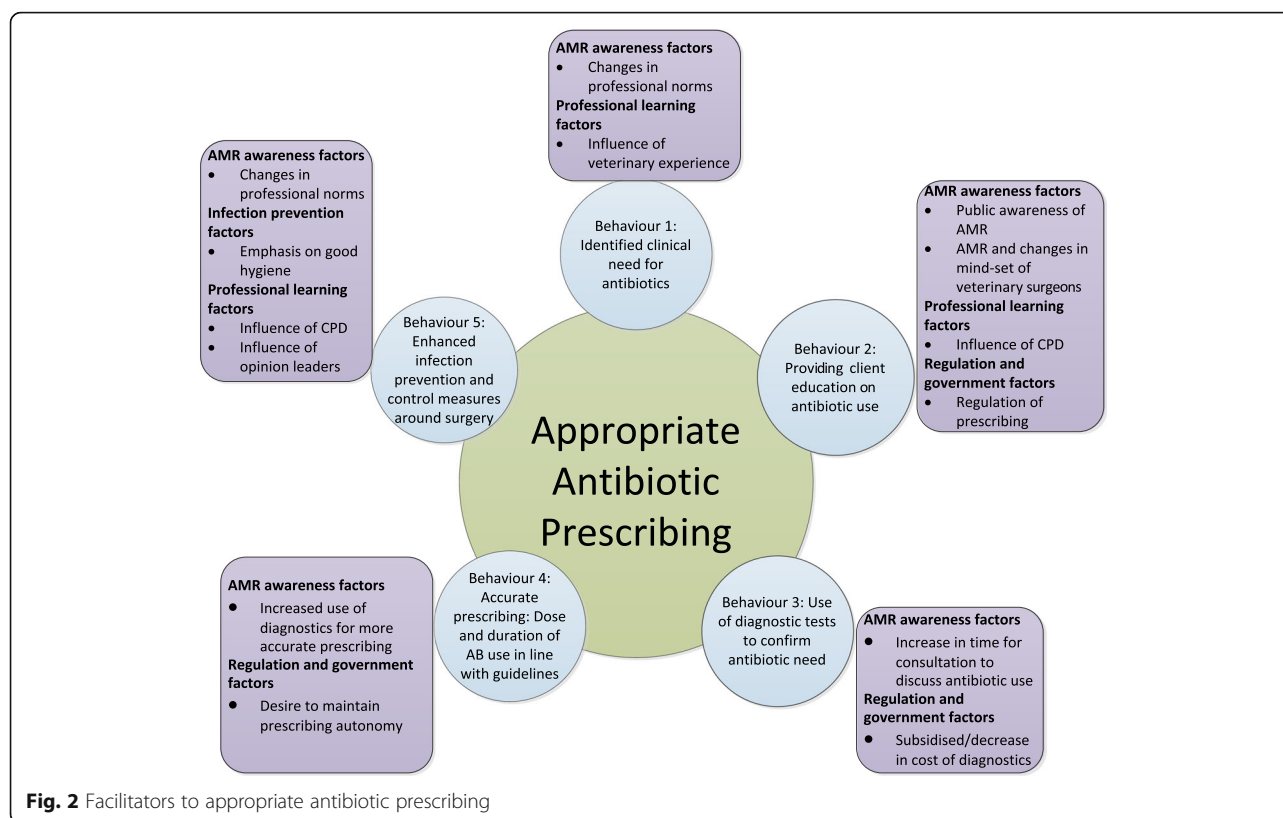 AMR awareness factors
• Changes in
professional norms
Professional learning
factors
• Influence of
veterinary experience
Behaviour 1:
Identified clinical
need for
antibiotics
AMR awareness factors
• Public awareness of
AMR
• AMR and changes in
mind-set of
veterinary surgeons
Professional learning
factors
• Influence of CPD
Regulation and
government factors
• Regulation of
prescribing
Behaviour 2:
Providing client
education on
antibiotic use
AMR awareness factors
• Changes in
professional norms
Infection prevention
factors
• Emphasis on good
hygiene
Professional learning
factors
• Influence of CPD
• Influence of
opinion leaders
Behaviour 5:
Enhanced
infection
prevention and
control measures
around surgery
Appropriate
Antibiotic
Prescribing
AMR awareness factors
• Increased use of
diagnostics for more
accurate prescribing
Regulation and government
factors
• Desire to maintain
prescribing autonomy
Behaviour 4:
Accurate
prescribing: Dose
and duration of
AB use in line
with guidelines
Behaviour 3: Use
of diagnostic tests
to confirm
antibiotic need
AMR awareness factors
• Increase in time for
consultation to
discuss antibiotic use
Regulation and
government factors
• Subsidised/decrease
in cost of diagnostics
Fig. 2 Facilitators to appropriate antibiotic prescribing